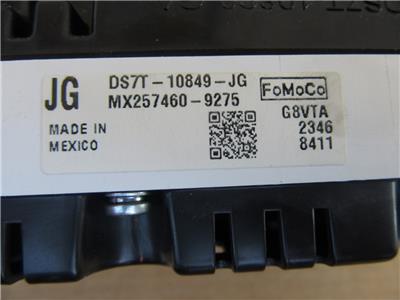 JG
DS7T-10849-JG
MX257460-9275
FoMoCo
G8VTA
2346
8411
MADE IN
MEXICO